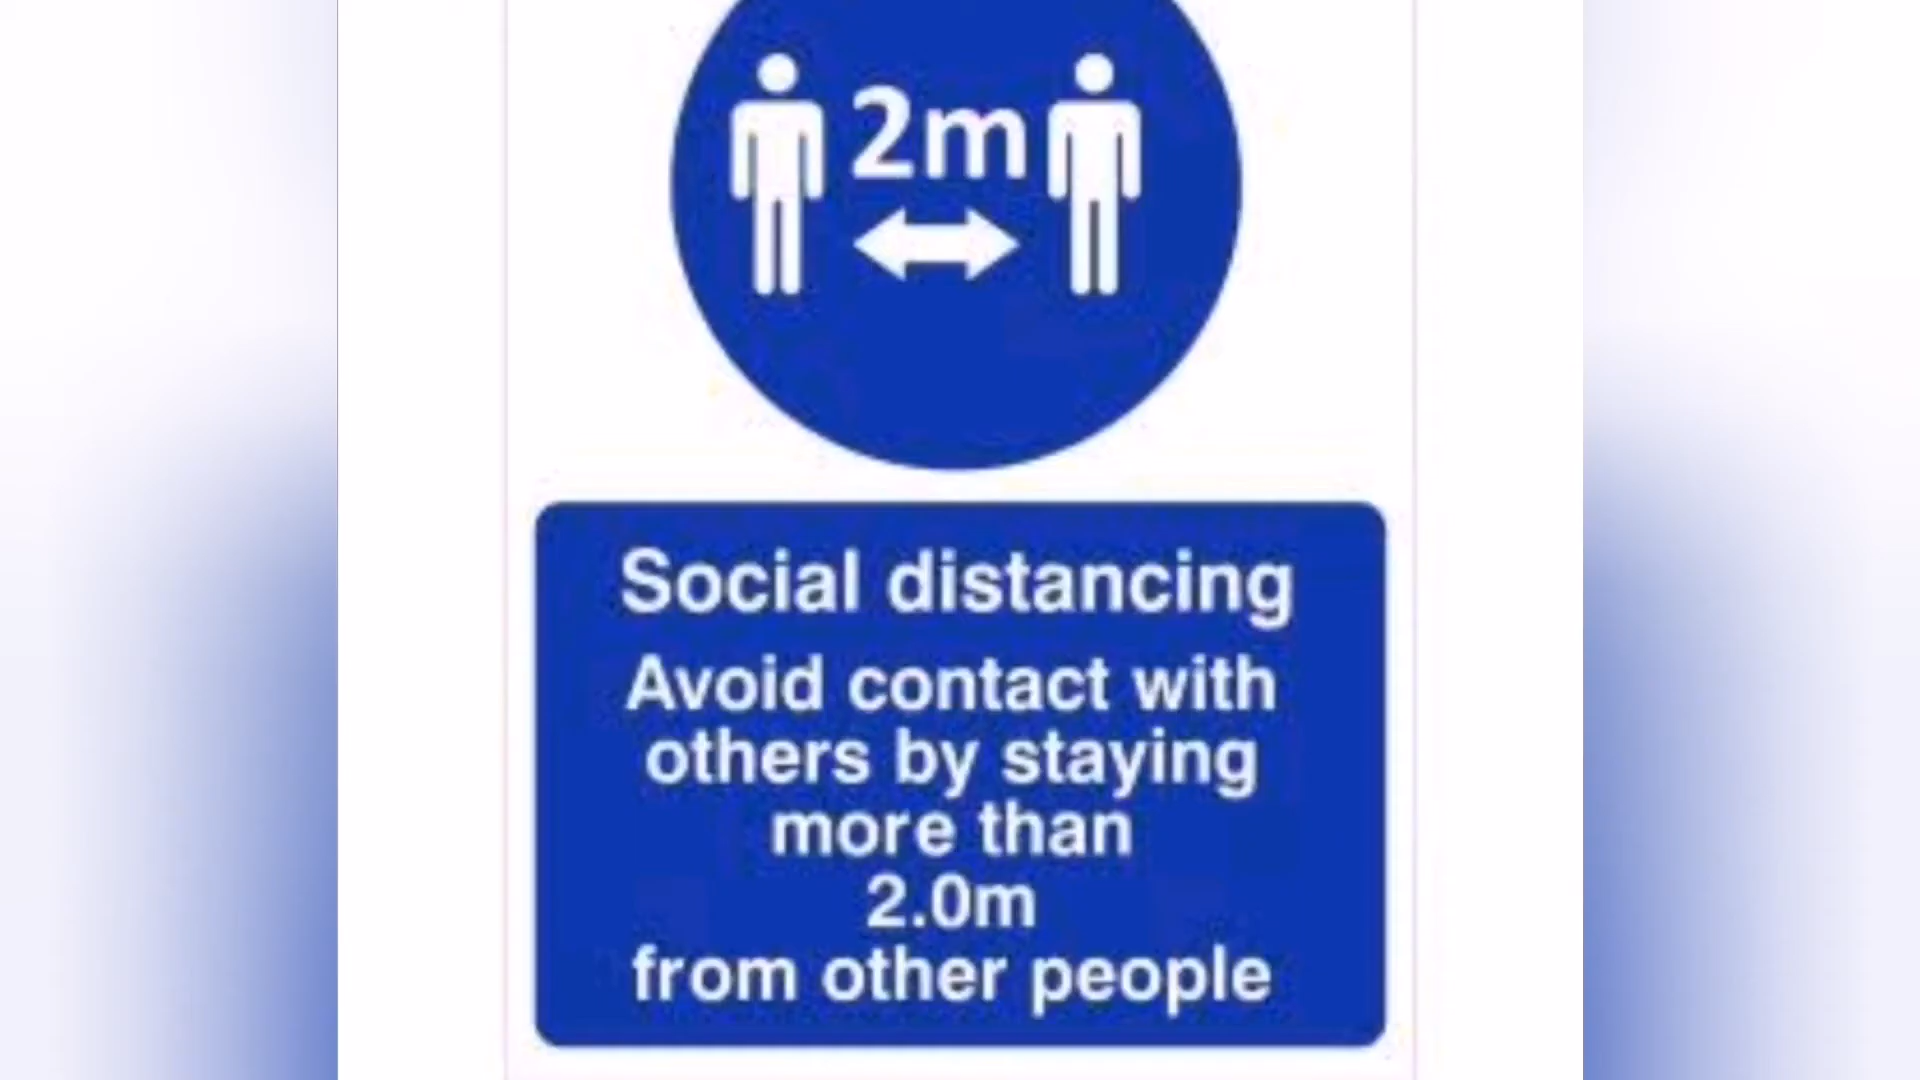 2m
Social distancing
Avoid contact with
others by staying
more than
2.0m
from other people